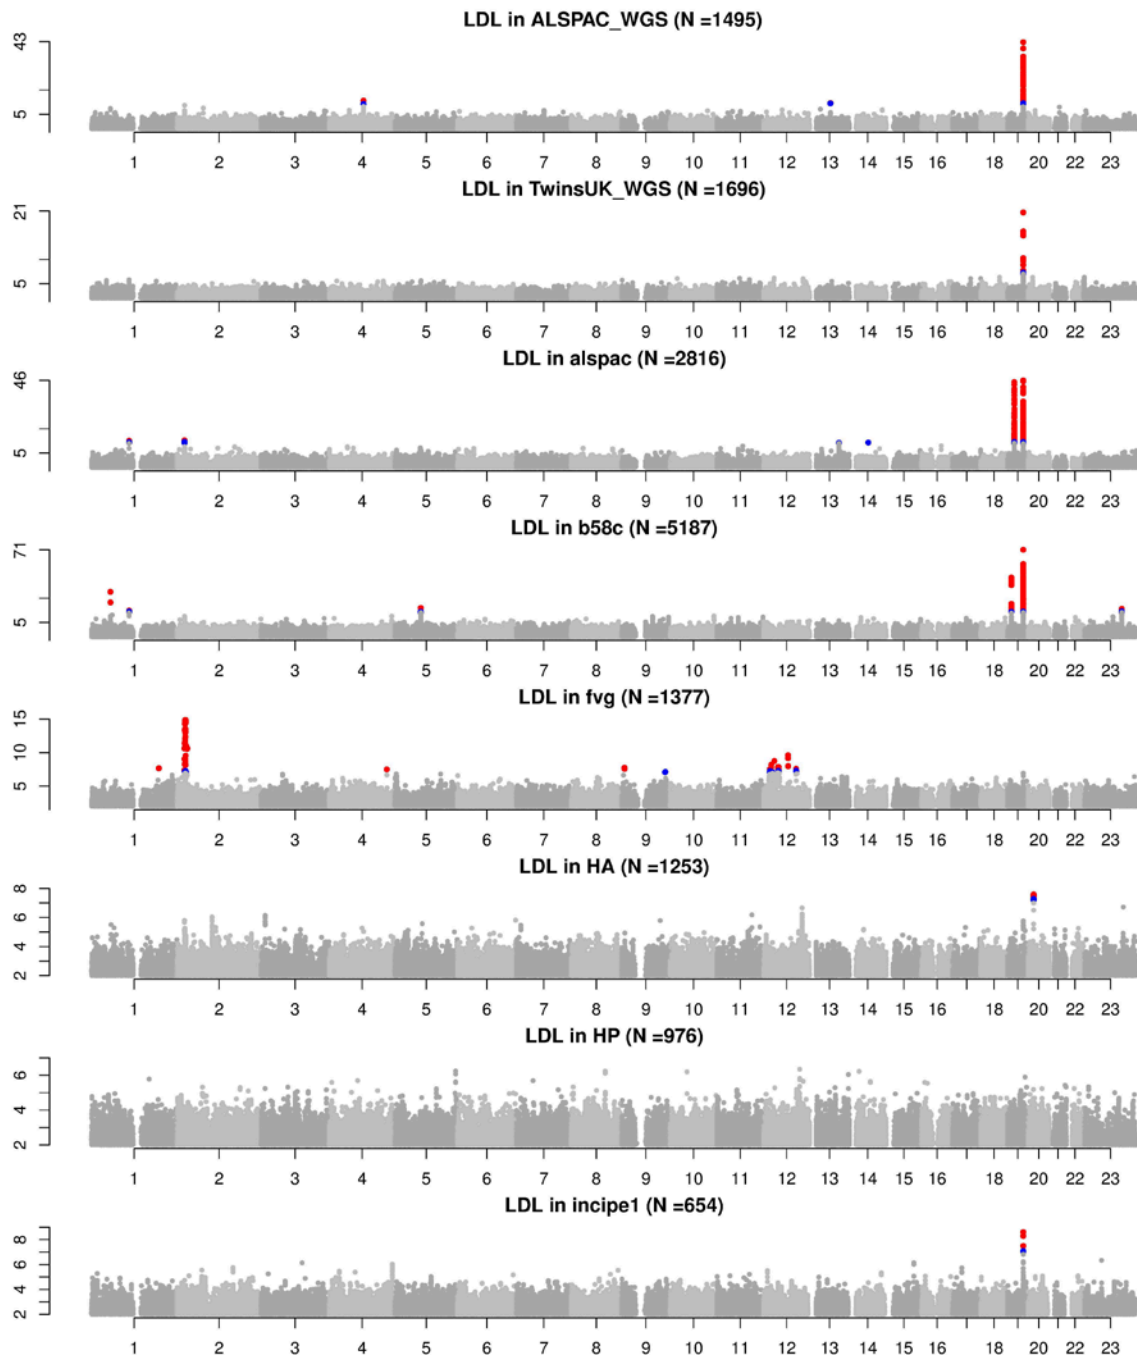 LDL in ALSPAC_WGS (N =1495)
43
5
1 2 3 4 5 6 7 8 9 10 11 12 13 14 15 16 18 20 22 23
LDL in TwinsUK_WGS (N =1696)
21
5
1 2 3 4 5 6 7 8 9 10 11 12 13 14 15 16 18 20 22 23
LDL in alspac (N =2816)
46
5
1 2 3 4 5 6 7 8 9 10 11 12 13 14 15 16 18 20 22 23
LDL in b58c (N =5187)
71
5
1 2 3 4 5 6 7 8 9 10 11 12 13 14 15 16 18 20 22 23
LDL in fvg (N =1377)
15
10
5
1 2 3 4 5 6 7 8 9 10 11 12 13 14 15 16 18 20 22 23
LDL in HA (N =1253)
8
6
4
2
1 2 3 4 5 6 7 8 9 10 11 12 13 14 15 16 18 20 22 23
LDL in HP (N =976)
6
4
2
1 2 3 4 5 6 7 8 9 10 11 12 13 14 15 16 18 20 22 23
LDL in incipe1 (N =654)
8
6
4
2
1 2 3 4 5 6 7 8 9 10 11 12 13 14 15 16 18 20 22 23